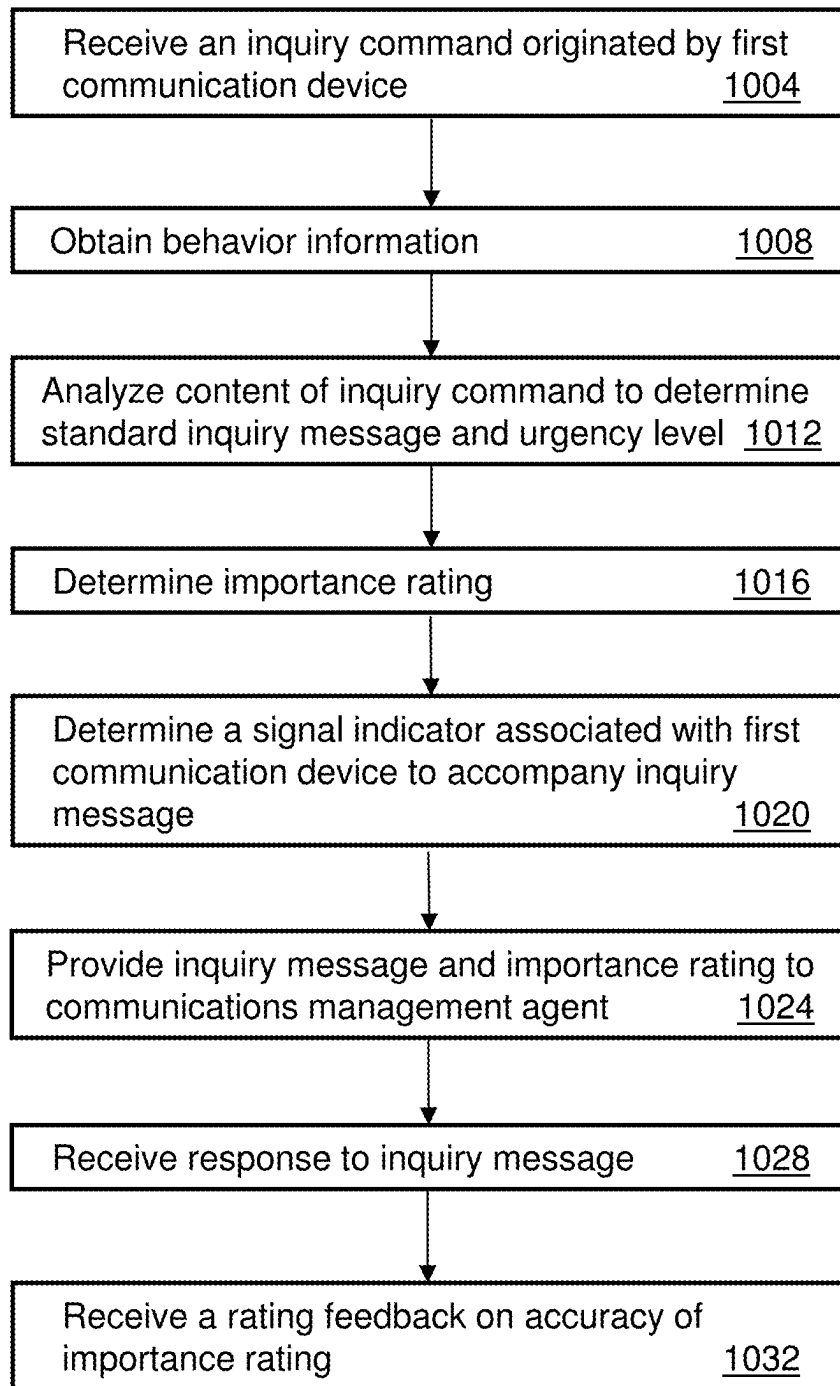 Receive an inquiry command originated by first
communication device 1004
Obtain behavior information 1008
Analyze content of inquiry command to determine
standard inquiry message and urgency level 1012
Determine importance rating 1016
Determine a signal indicator associated with first
communication device to accompany inquiry
message 1020
Provide inquiry message and importance rating to
communications management agent 1024
Receive response to inquiry message 1028
Receive a rating feedback on accuracy of
importance rating 1032